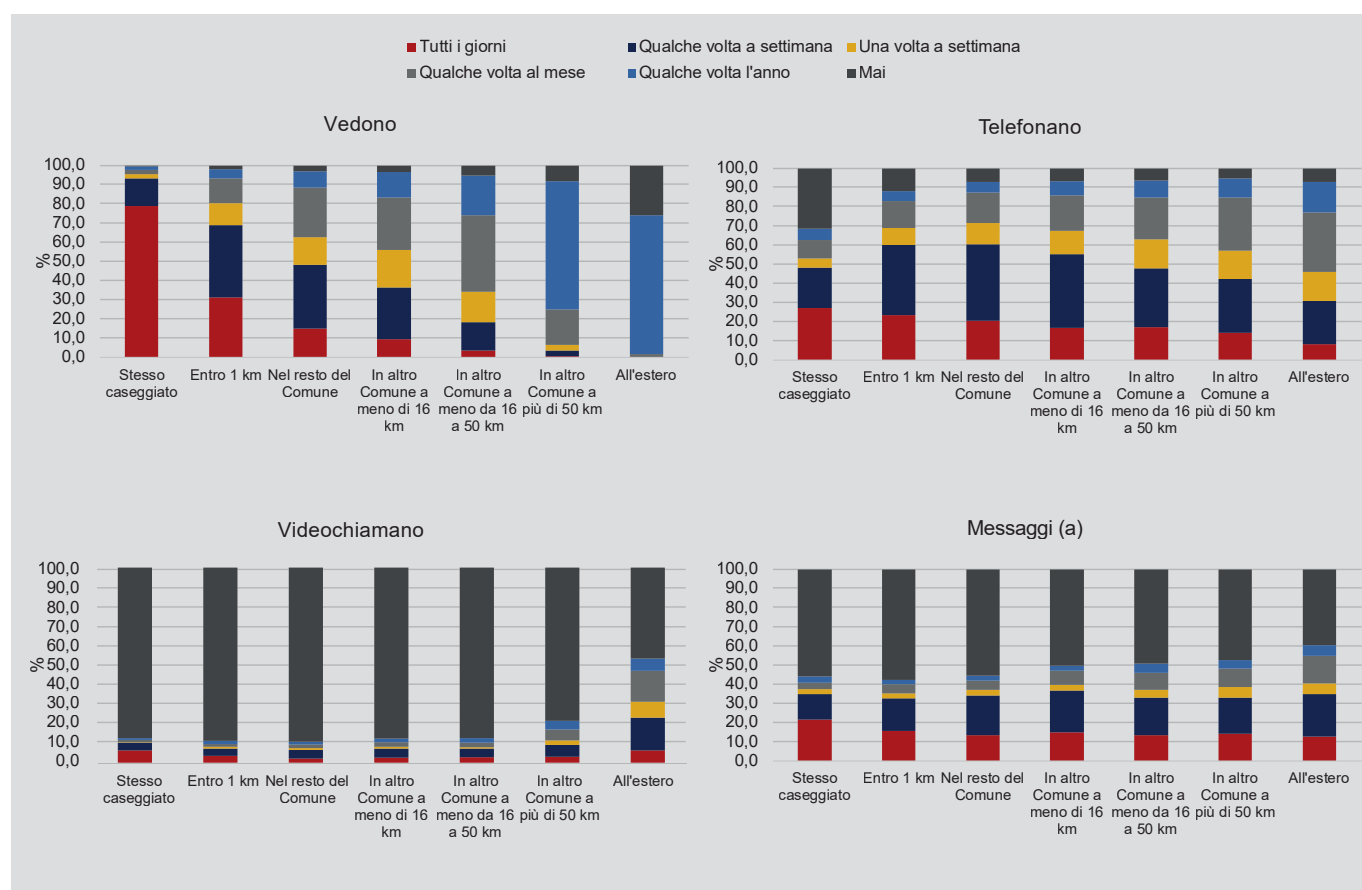 Tutti i giorni
Qualche volta a settimana
Una volta a settimana
Qualche volta al mese
Qualche volta l'anno
Mai
Vedono
100,0
90,0
80,0
70,0
60,0
50,0
40,0
30,0
20,0
10,0
0,0
%
Stesso
caseggiato
Entro 1 km
Nel resto del
Comune
In altro
Comune a
meno di 16
km
In altro
Comune a
meno da 16
a 50 km
In altro
Comune a
più di 50 km
All'estero
Telefonano
100,0
90,0
80,0
70,0
60,0
50,0
40,0
30,0
20,0
10,0
0,0
%
Stesso
caseggiato
Entro 1 km
Nel resto del
Comune
In altro
Comune a
meno di 16
km
In altro
Comune a
meno da 16
a 50 km
In altro
Comune a
più di 50 km
All'estero
Videochiamano
100,0
90,0
80,0
70,0
60,0
50,0
40,0
30,0
20,0
10,0
0,0
%
Stesso
caseggiato
Entro 1 km
Nel resto del
Comune
In altro
Comune a
meno di 16
km
In altro
Comune a
meno da 16
a 50 km
In altro
Comune a
più di 50 km
All'estero
Messaggi (a)
100,0
90,0
80,0
70,0
60,0
50,0
40,0
30,0
20,0
10,0
0,0
%
Stesso
caseggiato
Entro 1 km
Nel resto del
Comune
In altro
Comune a
meno di 16
km
In altro
Comune a
meno da 16
a 50 km
In altro
Comune a
più di 50 km
All'estero